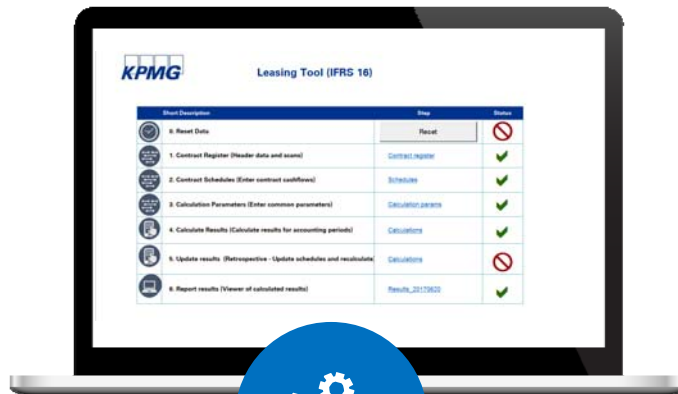 KPMG
Leasing Tool (IFRS 16)
Short Description Step Status
0. Reset Data Reset
1. Contract Register (Header data and scans) Contract register
2. Contract Schedules (Enter contract cashflows) Schedules
3. Calculation Parameters (Enter common parameters) Calculation params
4. Calculate Results (Calculate results for accounting periods) Calculations
5. Update results (Retrospective - Update schedules and recalculate Calculations
6. Report results (Viewer of calculated results) Results_20170620